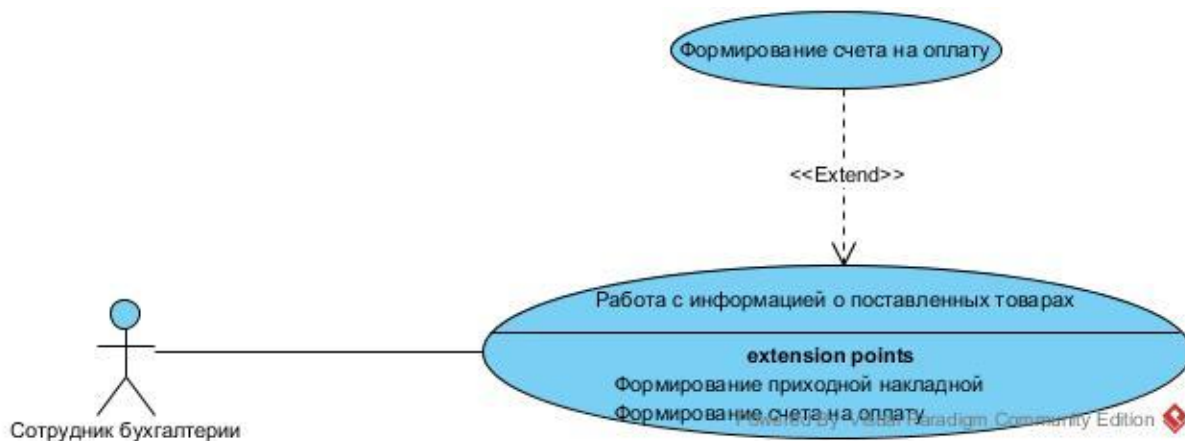 Формирование счета на оплату
<<Extend>>
Работа с информацией о поставленных товарах
extension points
Формирование приходной накладной
Формирование счета на оплату
Powered By Visual Paradigm Community Edition
Сотрудник бухгалтерии